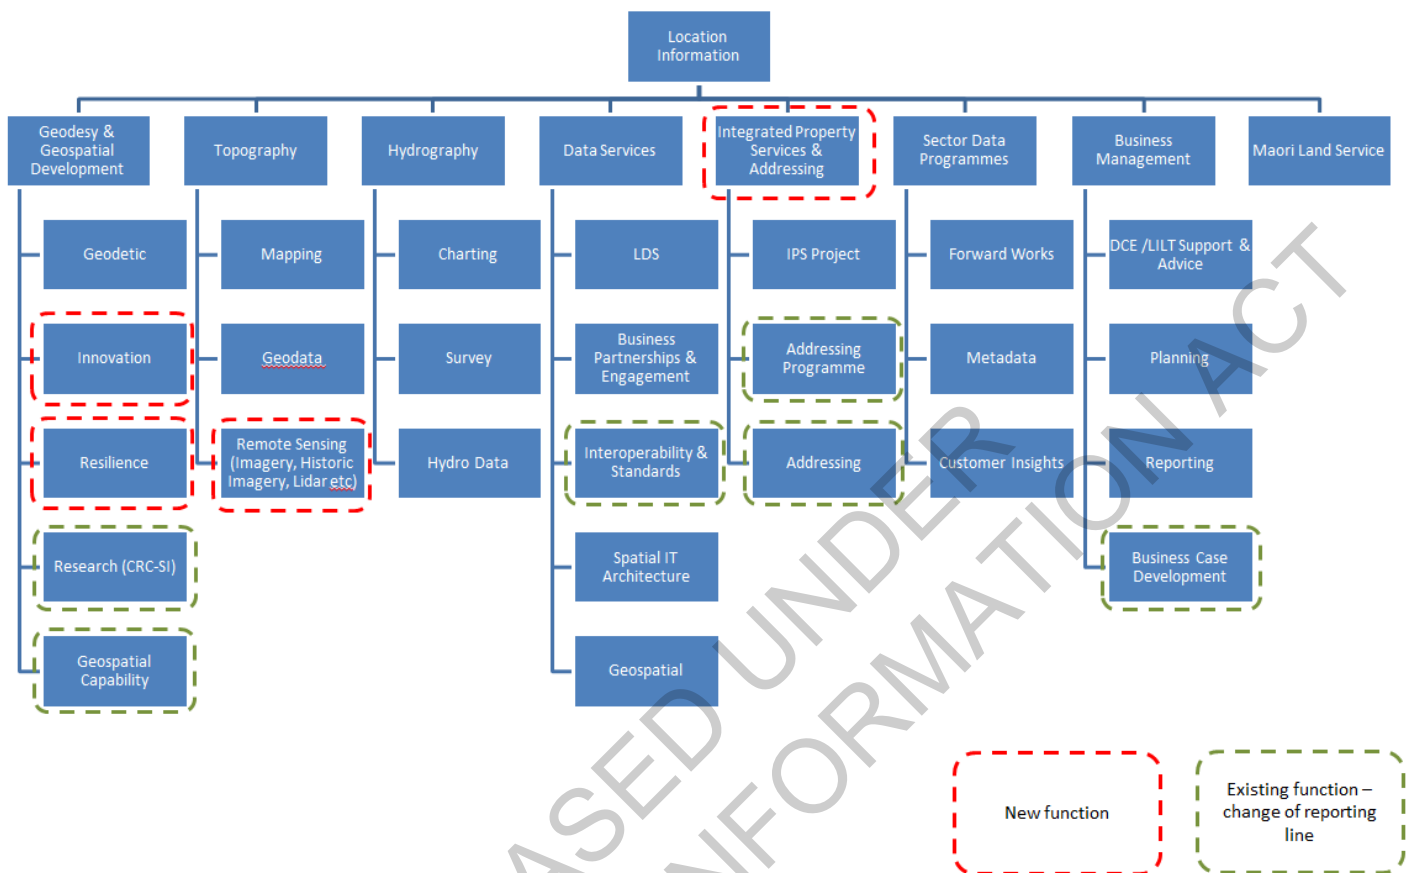 Location
Information
Geodesy &
Geospatial
Development
Topography
Hydrography
Data Services
Integrated Property
Services &
Addressing
Sector Data
Programmes
Business
Management
Maori Land Service
Geodetic
Mapping
Charting
LDS
IPS Project
Forward Works
DCE /LILT Support &
Advice
Innovation
Geodata
Survey
Business
Partnerships &
Engagement
Addressing
Programme
Metadata
Planning
Resilience
Remote Sensing
(Imagery, Historic
Imagery, Lidar etc)
Hydro Data
Interoperability &
Standards
Addressing
Customer Insights
Reporting
Research (CRC-SI)
Spatial IT
Architecture
Business Case
Development
Geospatial
Capability
Geospatial
New function
Existing function –
change of reporting
line
ASED UNDER
INFORMATION ACT